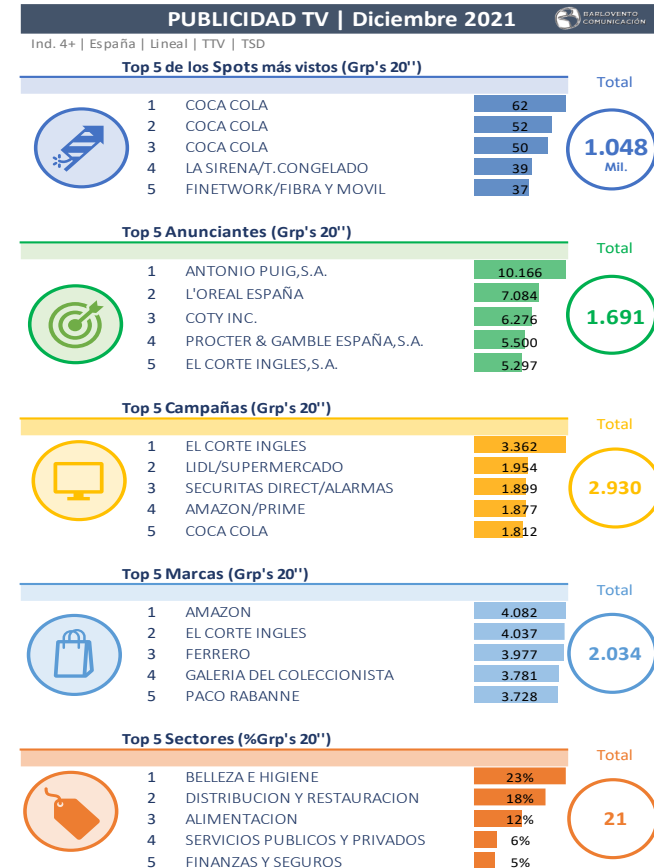 PUBLICIDAD TV | Diciembre 2021
BARLOVENTO
COMUNICACIÓN
Ind. 4+ | España | Lineal | TTV | TSD
Top 5 de los Spots más vistos (Grp's 20'')
Total
1 COCA COLA 62
2 COCA COLA 52
3 COCA COLA 50
4 LA SIRENA/T.CONGELADO 39
5 FINETWORK/FIBRA Y MOVIL 37
1.048
Mil.
Top 5 Anunciantes (Grp's 20'')
Total
1 ANTONIO PUIG,S.A. 10.166
2 L'OREAL ESPAÑA 7.084
3 COTY INC. 6.276
4 PROCTER & GAMBLE ESPAÑA,S.A. 5.500
5 EL CORTE INGLES,S.A. 5.297
1.691
Top 5 Campañas (Grp's 20'')
Total
1 EL CORTE INGLES 3.362
2 LIDL/SUPERMERCADO 1.954
3 SECURITAS DIRECT/ALARMAS 1.899
4 AMAZON/PRIME 1.877
5 COCA COLA 1.812
2.930
Top 5 Marcas (Grp's 20'')
Total
1 AMAZON 4.082
2 EL CORTE INGLES 4.037
3 FERRERO 3.977
4 GALERIA DEL COLECCIONISTA 3.781
5 PACO RABANNE 3.728
2.034
Top 5 Sectores (%Grp's 20'')
Total
1 BELLEZA E HIGIENE 23%
2 DISTRIBUCION Y RESTAURACION 18%
3 ALIMENTACION 12%
4 SERVICIOS PUBLICOS Y PRIVADOS 6%
5 FINANZAS Y SEGUROS 5%
21